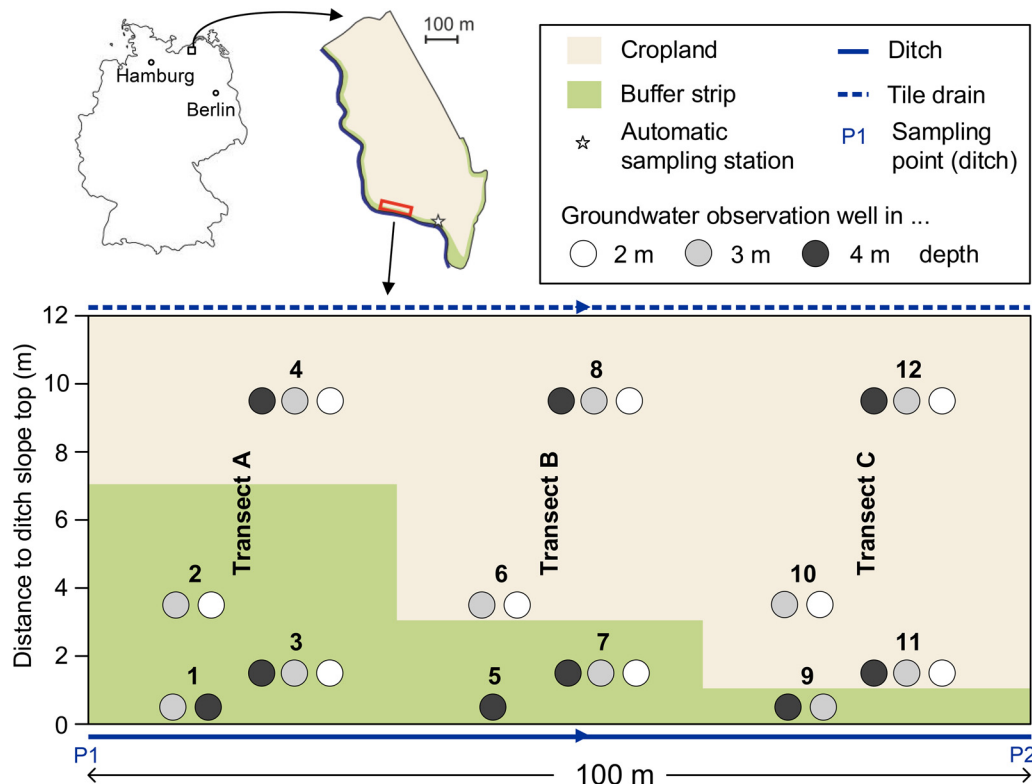 100 m
Hamburg
Berlin
Cropland
Buffer strip
Automatic
sampling station
Ditch
Tile drain
P1 Sampling
point (ditch)
Groundwater observation well in ...
2 m 3 m 4 m depth
Distance to ditch slope top (m)
12
10
8
6
4
2
0
4 8 12
Transect A
Transect B
Transect C
2 6 10
3 7 11
1 5 9
P1 P2
100 m